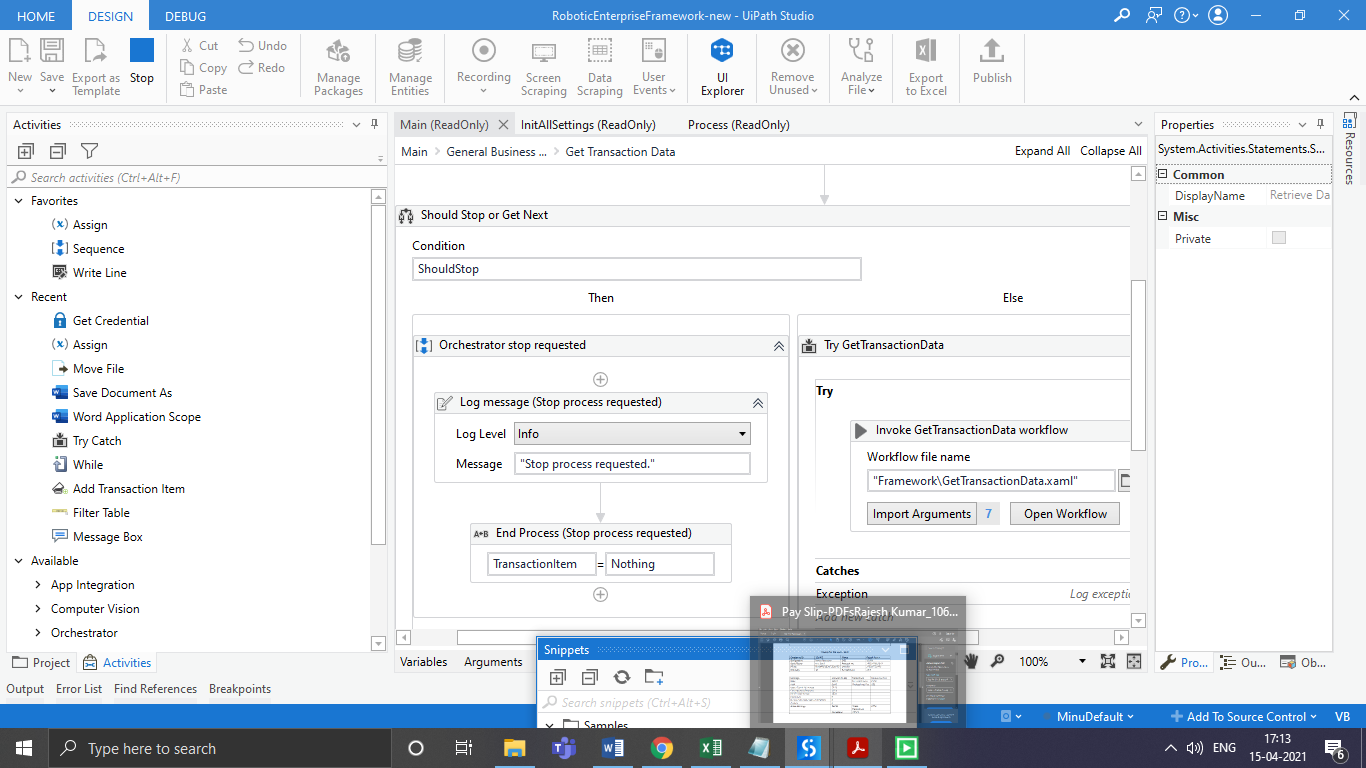 HOME DESIGN DEBUG RoboticEnterpriseFramework-new - UiPath Studio
New Save Export as Template Stop Cut Copy Paste Undo Redo Manage Packages Manage Entities Recording Screen Scraping Data Scraping User Events UI Explorer Remove Unused Analyze File Export to Excel Publish
Activities
Search activities (Ctrl+Alt+F)
Favorites
Assign
Sequence
Write Line
Recent
Get Credential
Assign
Move File
Save Document As
Word Application Scope
Try Catch
While
Add Transaction Item
Filter Table
Message Box
Available
App Integration
Computer Vision
Orchestrator
Project Activities
Main (ReadOnly) InitAllSettings (ReadOnly) Process (ReadOnly)
Main General Business ... Get Transaction Data Expand All Collapse All
Should Stop or Get Next
Condition
ShouldStop
Then Else
Orchestrator stop requested
Log message (Stop process requested)
Log Level Info
Message "Stop process requested."
End Process (Stop process requested)
TransactionItem = Nothing
Try GetTransactionData
Try
Invoke GetTransactionData workflow
Workflow file name
"Framework\GetTransactionData.xaml"
Import Arguments 7 Open Workflow
Catches
Exception Log exceptio
Add new catch
Pay Slip-PDFsRajesh Kumar_106...
Variables Arguments 100%
Snippets
Search snippets (Ctrl+Alt+S)
Samples
Properties
System.Activities.Statements.S...
Common
DisplayName Retrieve Da
Misc
Private
Resources
Pro... Ou... Ob...
Output Error List Find References Breakpoints
MinuDefault Add To Source Control VB
Type here to search
ENG
17:13
15-04-2021
6